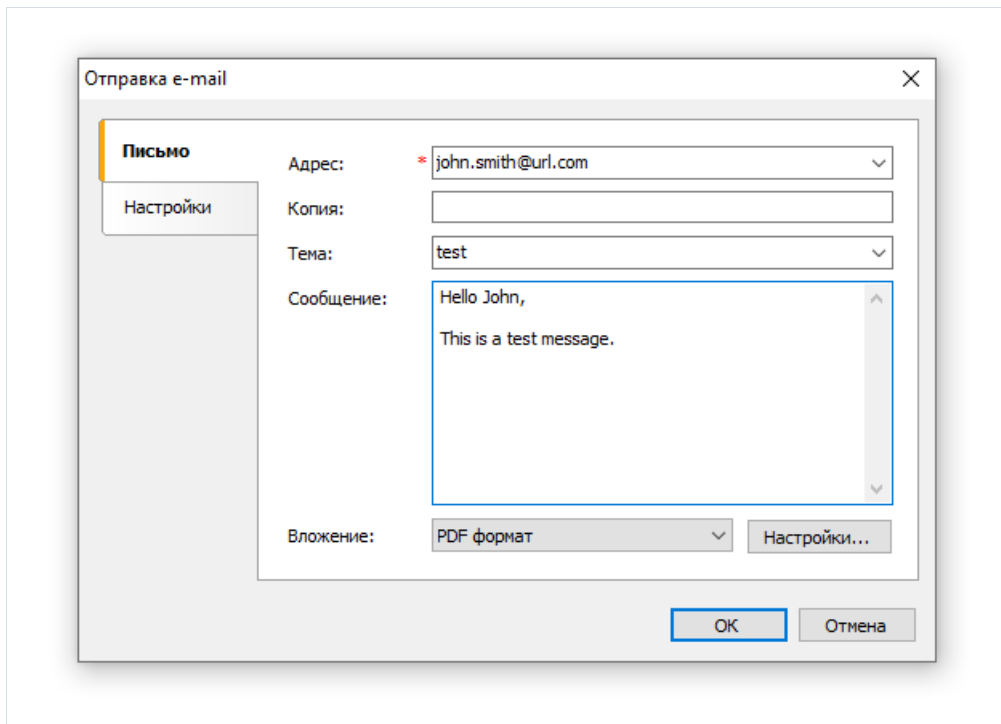 Отправка e-mail
Письмо
Настройки
Адрес: * john.smith@url.com
Копия:
Тема: test
Сообщение: Hello John,
This is a test message.
Вложение: PDF формат Настройки...
OK Отмена